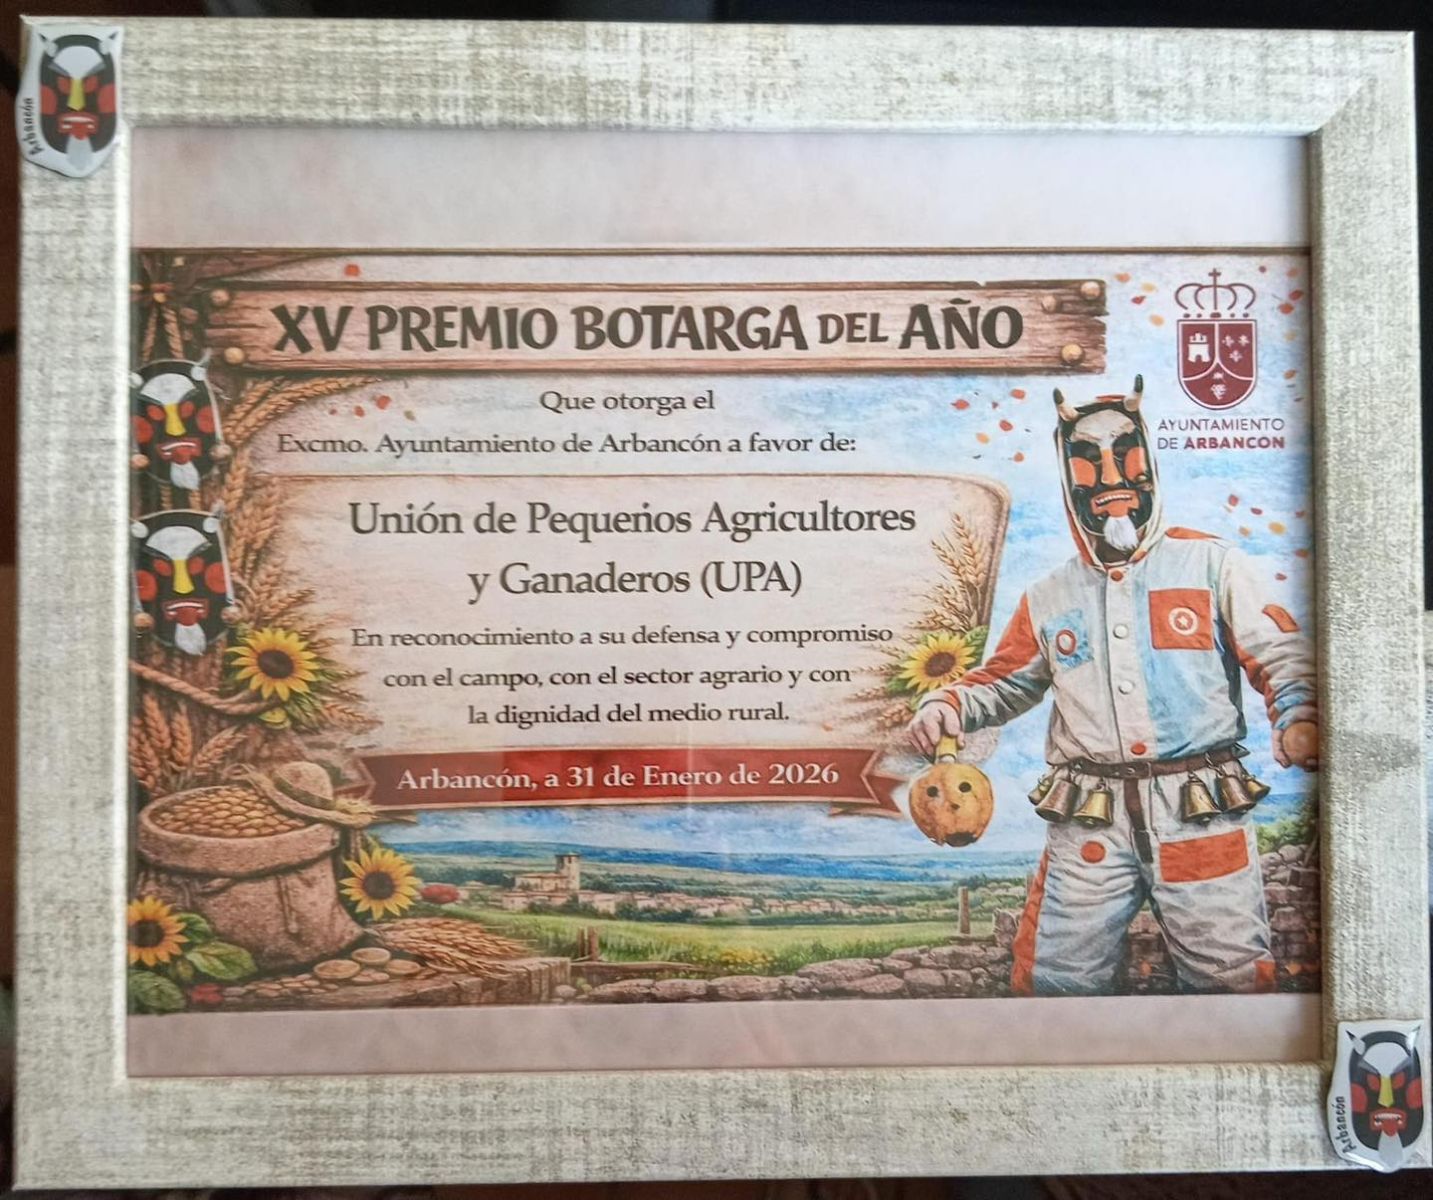 Arbancón
XV PREMIO BOTARGA DEL AÑO
Que otorga el
Excmo. Ayuntamiento de Arbancón a favor de:
AYUNTAMIENTO
DE ARBANCON
Unión de Pequeños Agricultores
y Ganaderos (UPA)
En reconocimiento a su defensa y compromiso
con el campo, con el sector agrario y con
la dignidad del medio rural.
Arbancón, a 31 de Enero de 2026
Arbancón